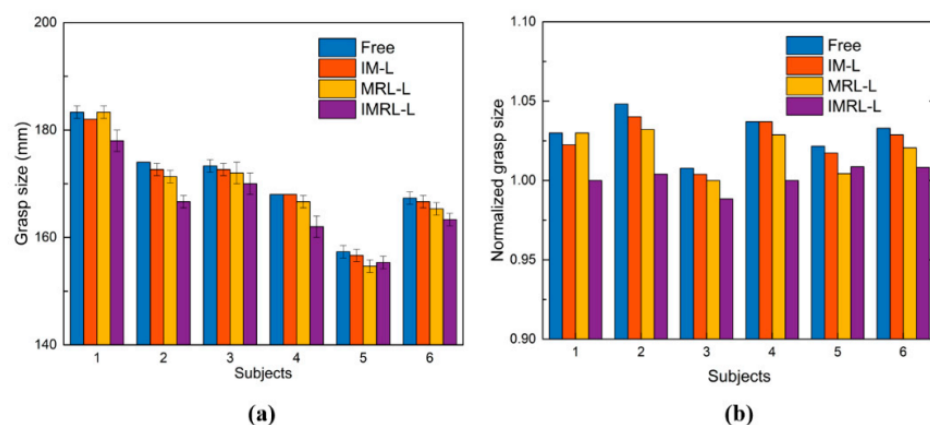 200
180
160
140
Grasp size (mm)
Free
IM-L
MRL-L
IMRL-L
1 2 3 4 5 6
Subjects
(a)
1.10
1.05
1.00
0.95
0.90
Normalized grasp size
Free
IM-L
MRL-L
IMRL-L
1 2 3 4 5 6
Subjects
(b)